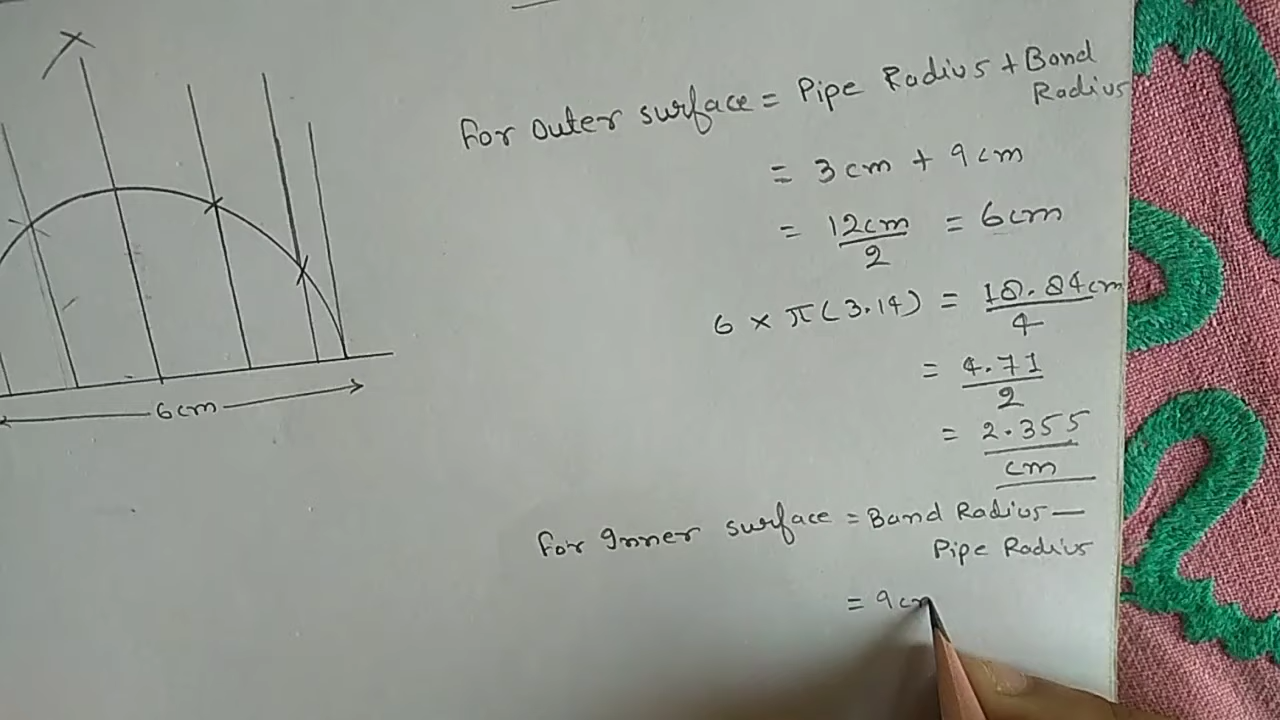 For Outer surface = Pipe Radius + Band
Radius
= 3cm + 9cm
= 12cm/2 = 6cm
6 × π(3.14) = 18.84cm/4
= 4.71/2
= 2.355
cm
6cm
For Inner surface = Band Radius —
Pipe Radius
= 9cm